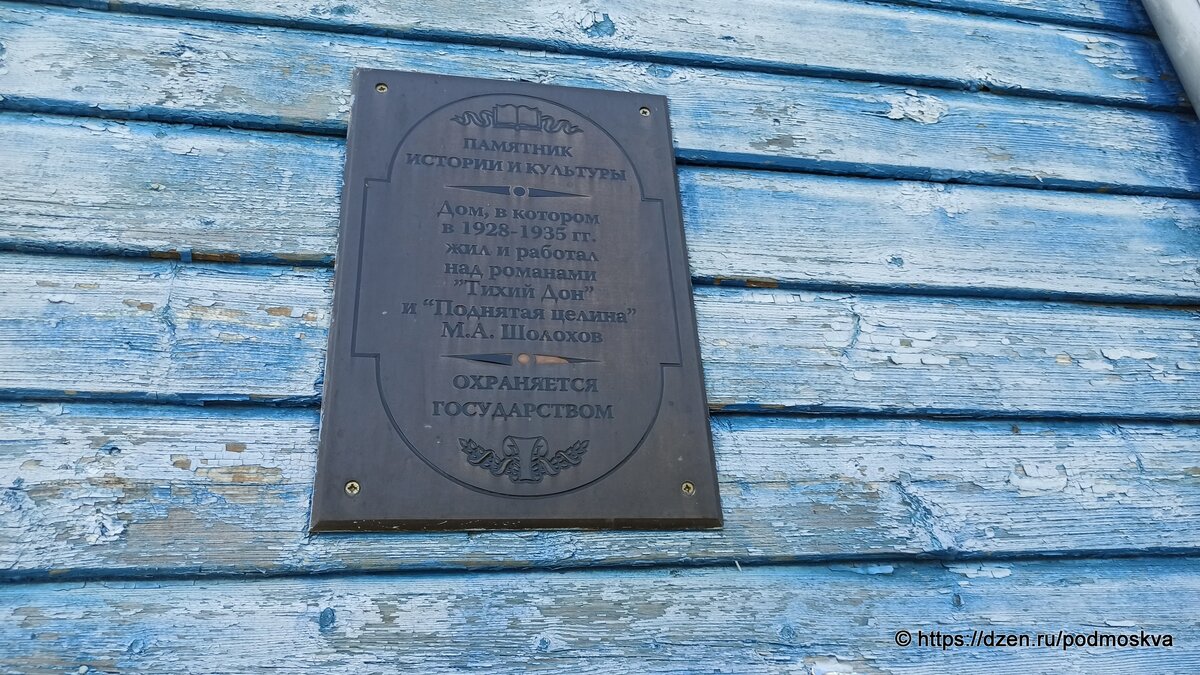 ПАМЯТНИК
ИСТОРИИ И КУЛЬТУРЫ
Дом, в котором
в 1928-1935 гг.
жил и работал
над романами
"Тихий Дон"
и “Поднятая целина”
М.А. Шолохов
ОХРАНЯЕТСЯ
ГОСУДАРСТВОМ
© https://dzen.ru/podmoskva